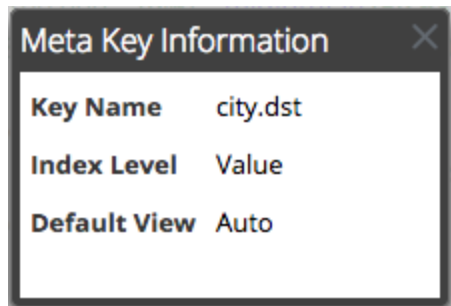 Meta Key Information
Key Name city.dst
Index Level Value
Default View Auto